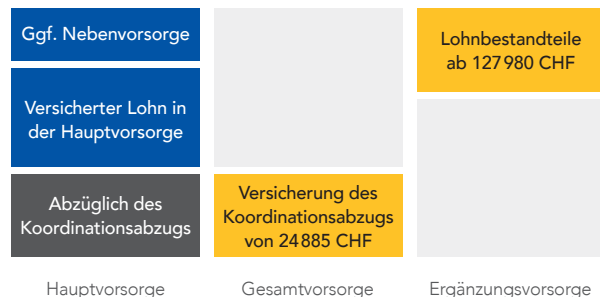 Ggf. Nebenvorsorge
Versicherter Lohn in
der Hauptvorsorge
Abzüglich des
Koordinationsabzugs
Hauptvorsorge
Versicherung des
Koordinationsabzugs
von 24 885 CHF
Gesamtvorsorge
Lohnbestandteile
ab 127 980 CHF
Ergänzungsvorsorge